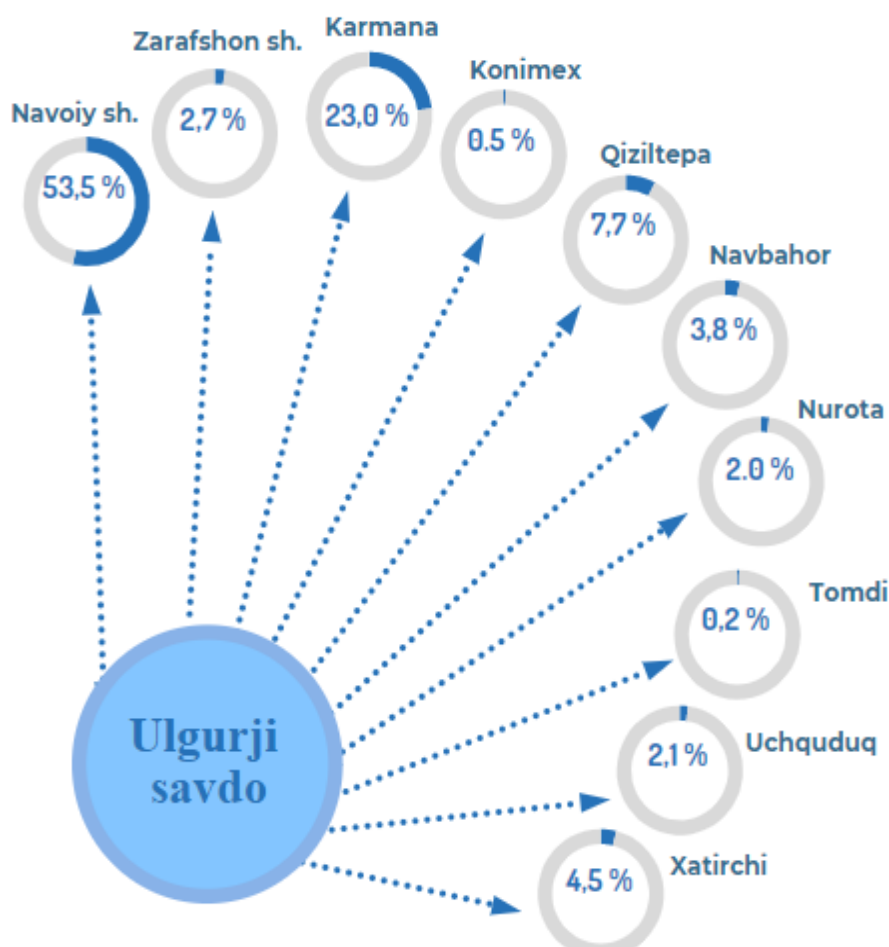 Navoiy sh.
53,5 %
Zarafshon sh.
2,7 %
Karmana
23,0 %
Konimex
0.5 %
Qiziltepa
7,7 %
Navbahor
3,8 %
Nurota
2.0 %
Tomdi
0,2 %
Uchquduq
2,1 %
Xatirchi
4,5 %
Ulgurji
savdo